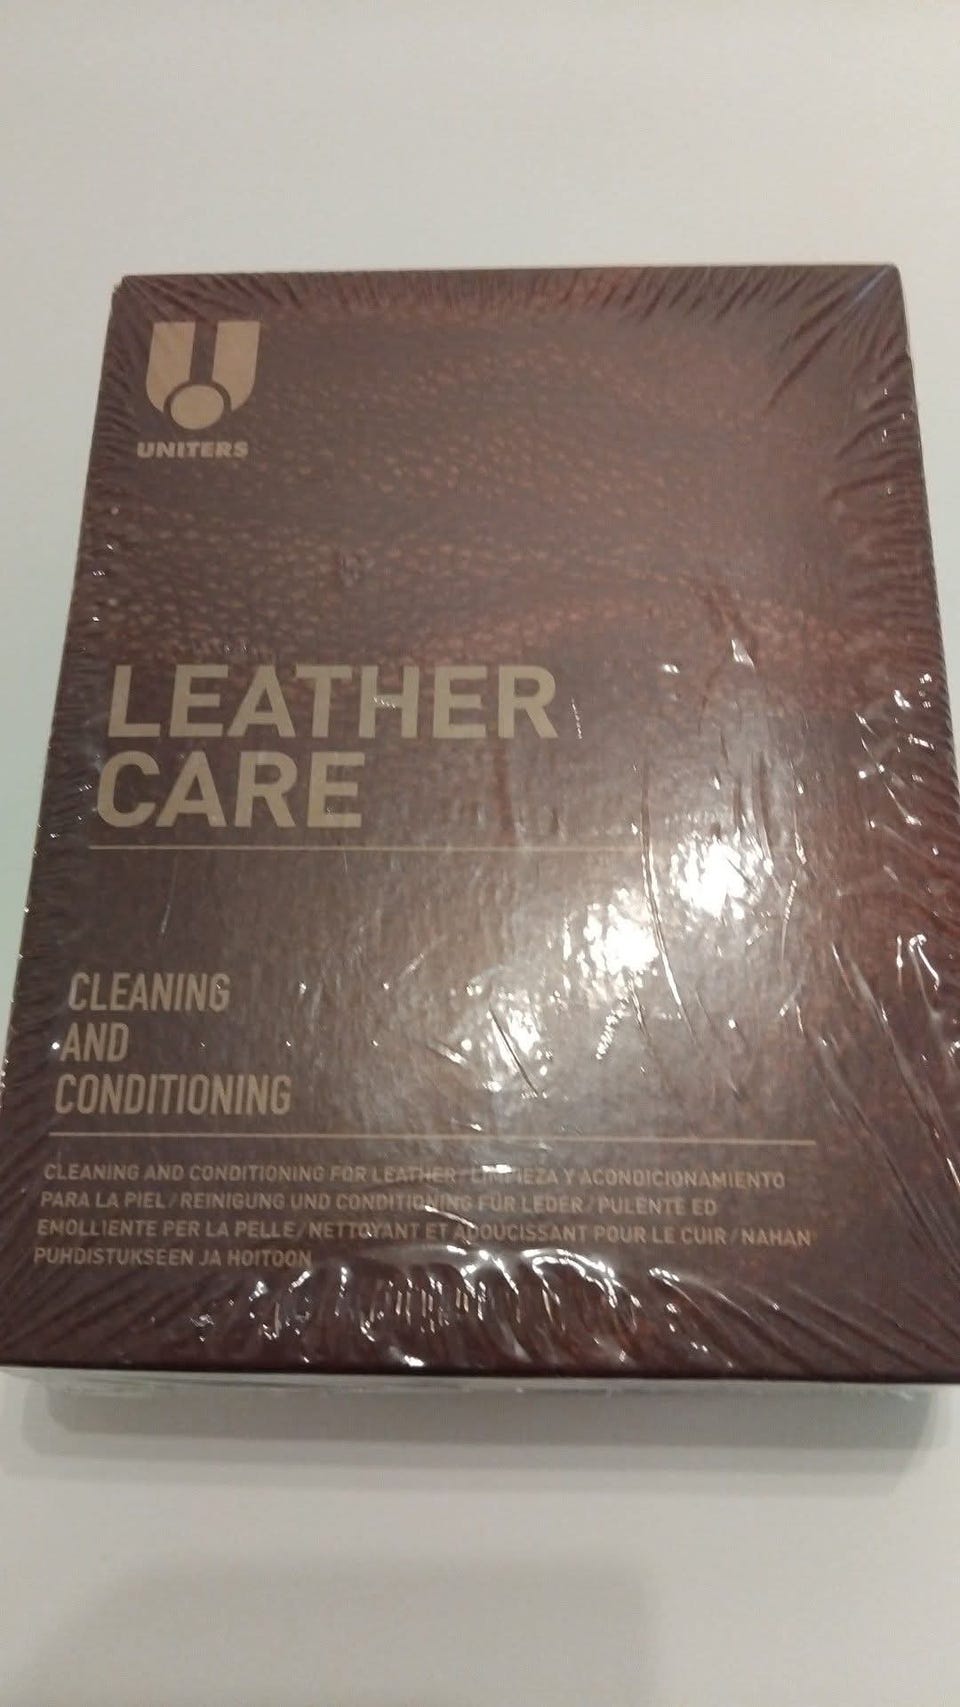 UNITERS
LEATHER
CARE
CLEANING
AND
CONDITIONING
CLEANING AND CONDITIONING FOR LEATHER / LIMPIEZA Y ACONDICIONAMIENTO
PARA LA PIEL / REINIGUNG UND CONDITIONING FÜR LEDER / PULENTE ED
EMOLLIENTE PER LA PELLE / NETTOYANT ET ADOUCISSANT POUR LE CUIR / NAHAN
PUHDISTUKSEEN JA HOITOON